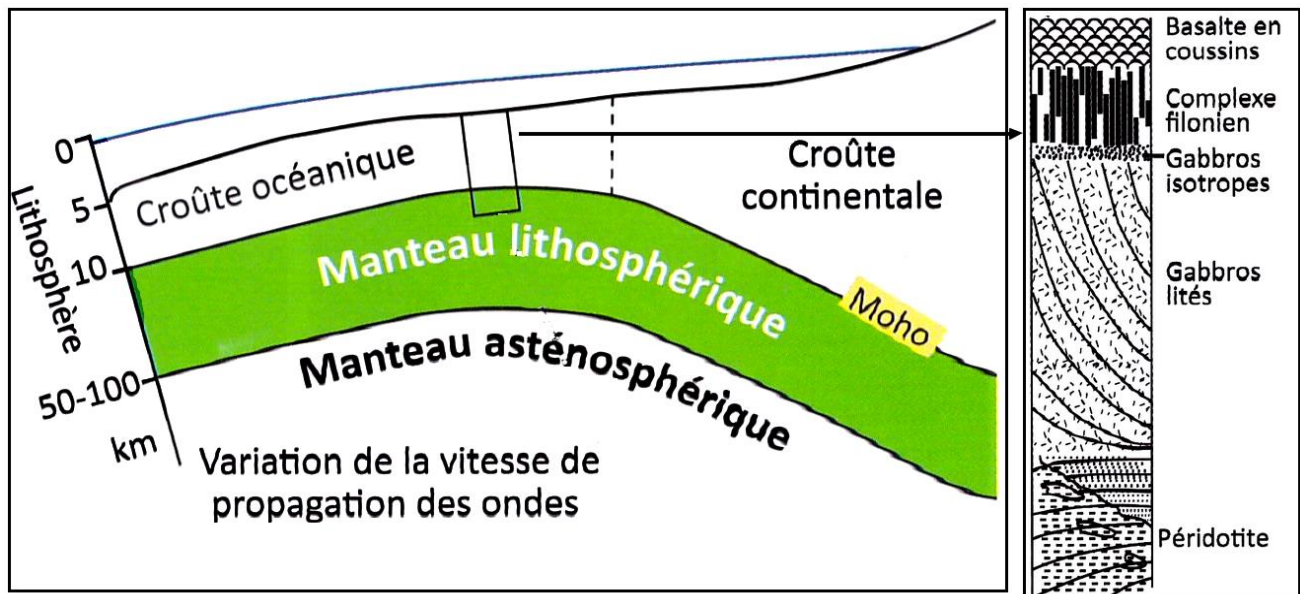 0
5
10
50-100
km
Lithosphère
Croûte océanique
Croûte
continentale
Manteau lithosphérique
Moho
Manteau asténosphérique
Variation de la vitesse de
propagation des ondes
Basalte en
coussins
Complexe
filonien
Gabbros
isotropes
Gabbros
lités
Péridotite